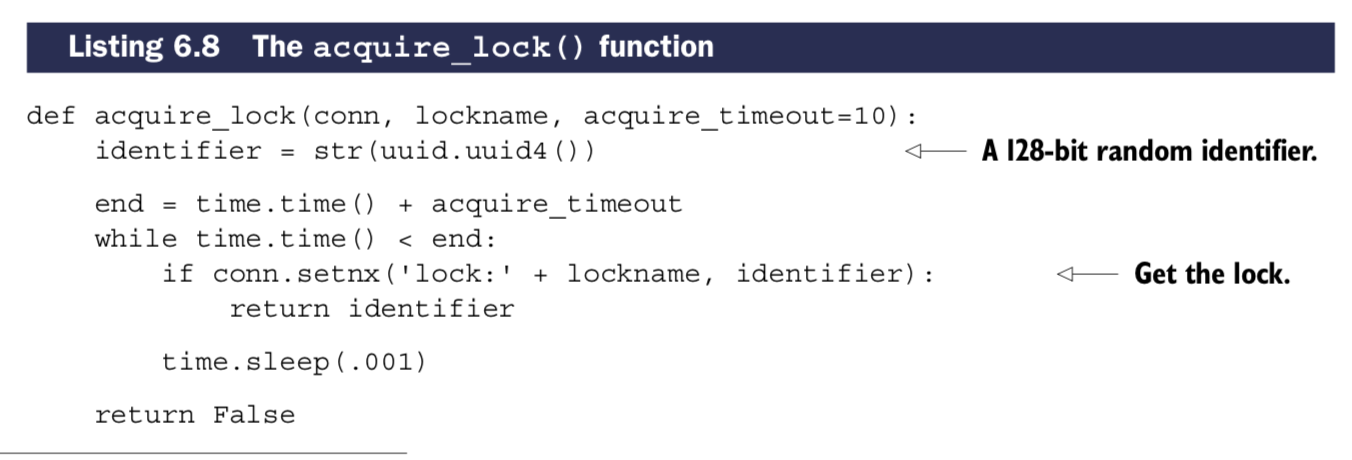 Listing 6.8 The acquire_lock() function
def acquire_lock(conn, lockname, acquire_timeout=10):
    identifier = str(uuid.uuid4()) A 128-bit random identifier.
    end = time.time() + acquire_timeout
    while time.time() < end:
        if conn.setnx('lock:' + lockname, identifier): Get the lock.
            return identifier
        time.sleep(.001)
    return False